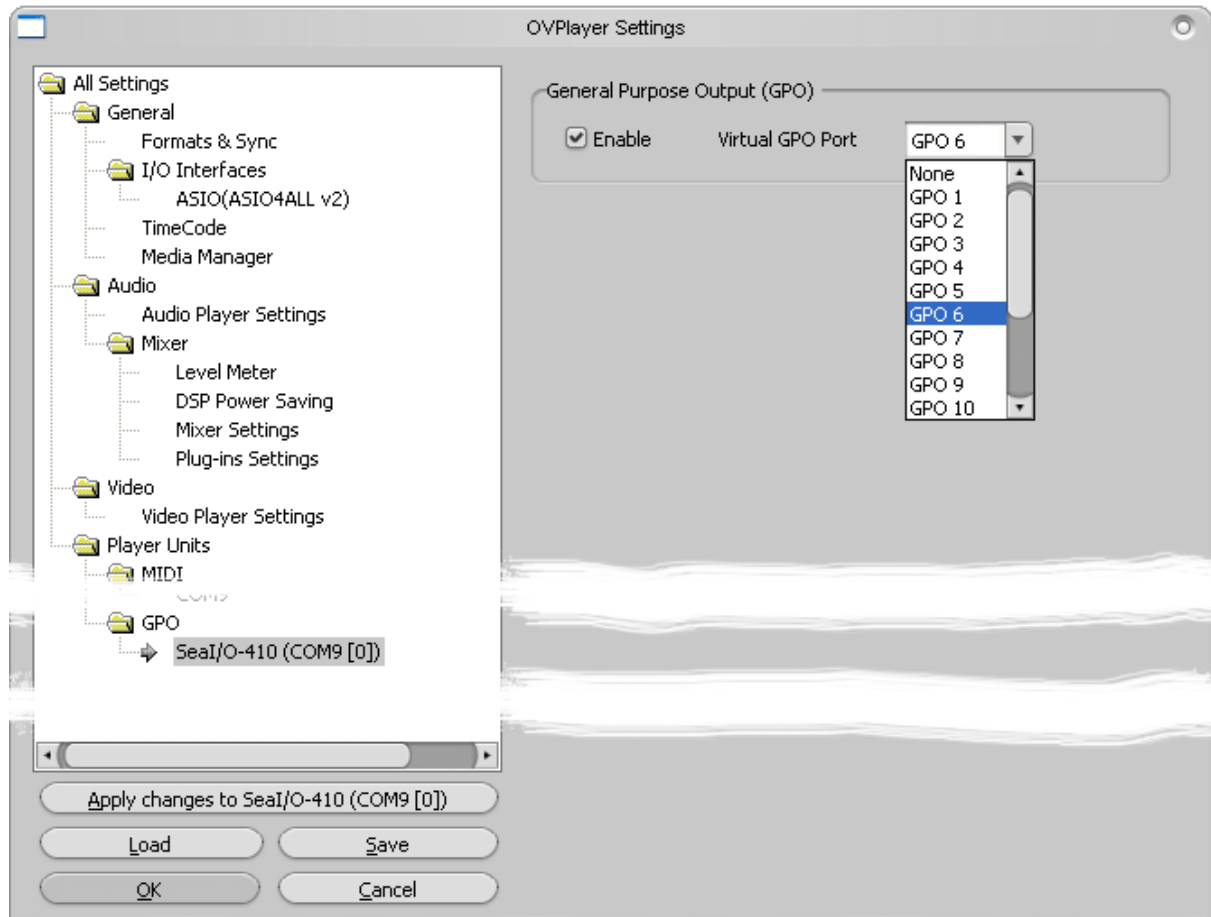 OVPlayer Settings
All Settings
General
Formats & Sync
I/O Interfaces
ASIO(ASIO4ALL v2)
TimeCode
Media Manager
Audio
Audio Player Settings
Mixer
Level Meter
DSP Power Saving
Mixer Settings
Plug-ins Settings
Video
Video Player Settings
Player Units
MIDI
GPO
SeaI/O-410 (COM9 [0])
Apply changes to SeaI/O-410 (COM9 [0])
Load
Save
OK
Cancel
General Purpose Output (GPO)
Enable
Virtual GPO Port
GPO 6
None
GPO 1
GPO 2
GPO 3
GPO 4
GPO 5
GPO 6
GPO 7
GPO 8
GPO 9
GPO 10